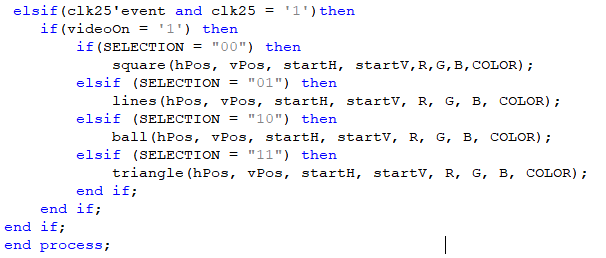 elsif(clk25'event and clk25 = '1')then
if(videoOn = '1') then
if(SELECTION = "00") then
square(hPos, vPos, startH, startV,R,G,B,COLOR);
elsif (SELECTION = "01") then
lines(hPos, vPos, startH, startV, R, G, B, COLOR);
elsif (SELECTION = "10") then
ball(hPos, vPos, startH, startV, R, G, B, COLOR);
elsif (SELECTION = "11") then
triangle(hPos, vPos, startH, startV, R, G, B, COLOR);
end if;
end if;
end if;
end process;